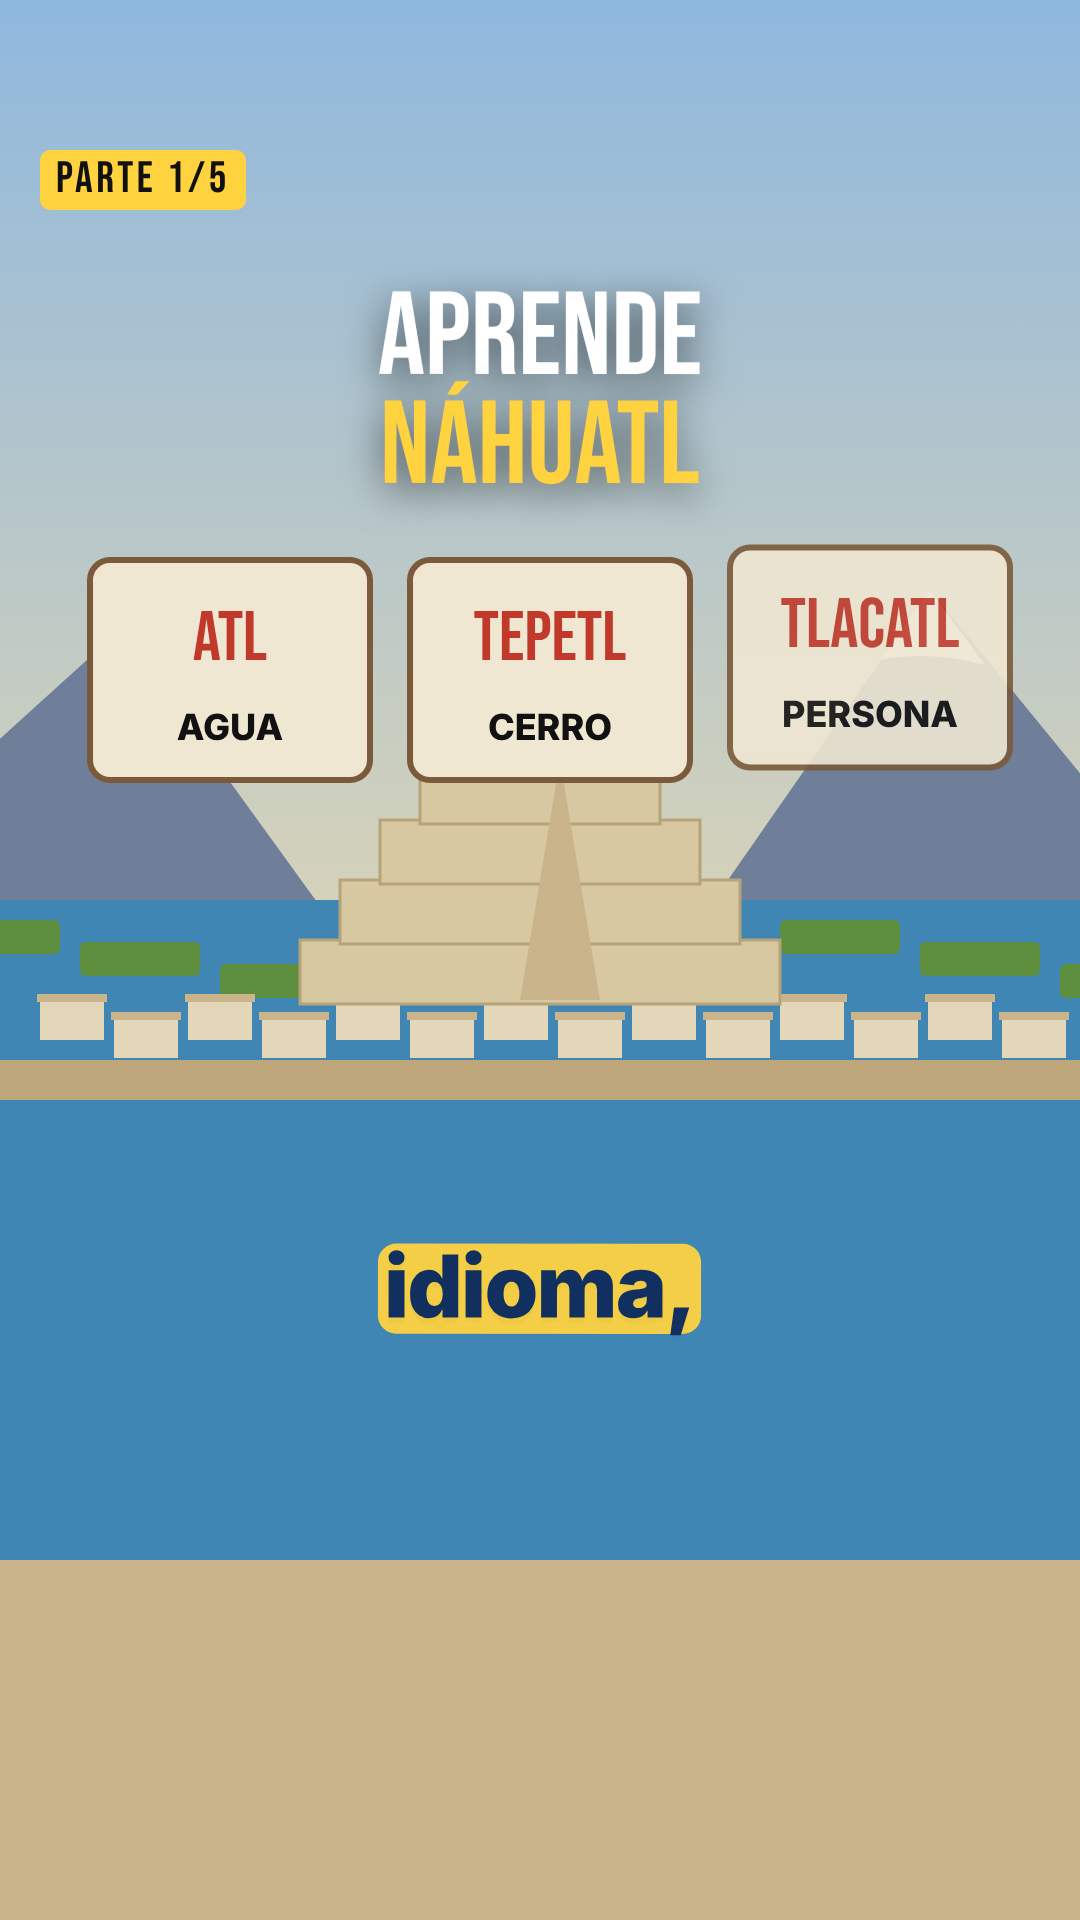 PARTE 1/5
APRENDE
NÁHUATL
ATL
AGUA
TEPETL
CERRO
TLACATL
PERSONA
idioma,